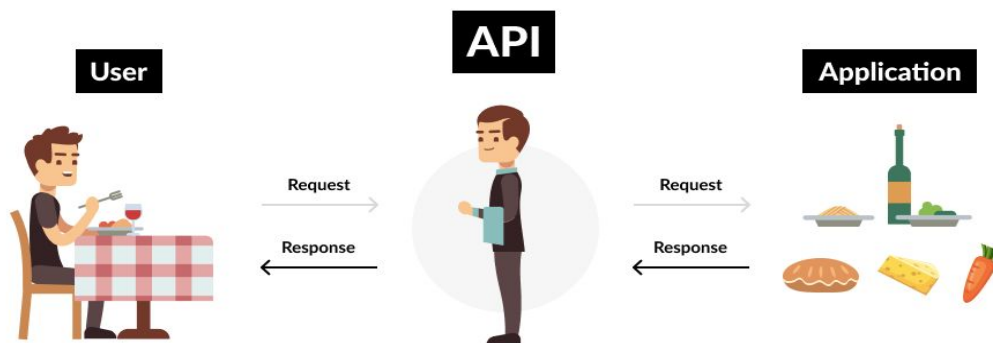 User
API
Application
Request
Response
Request
Response